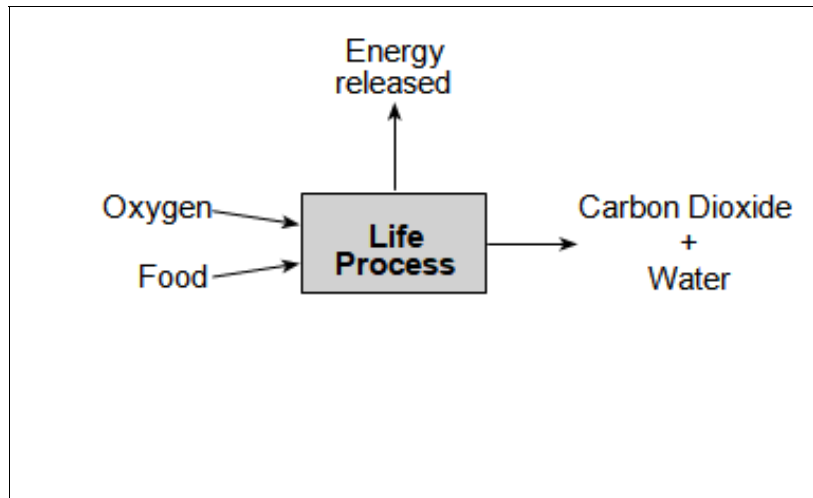 Energy
released
Oxygen
Food
Life
Process
Carbon Dioxide
+
Water